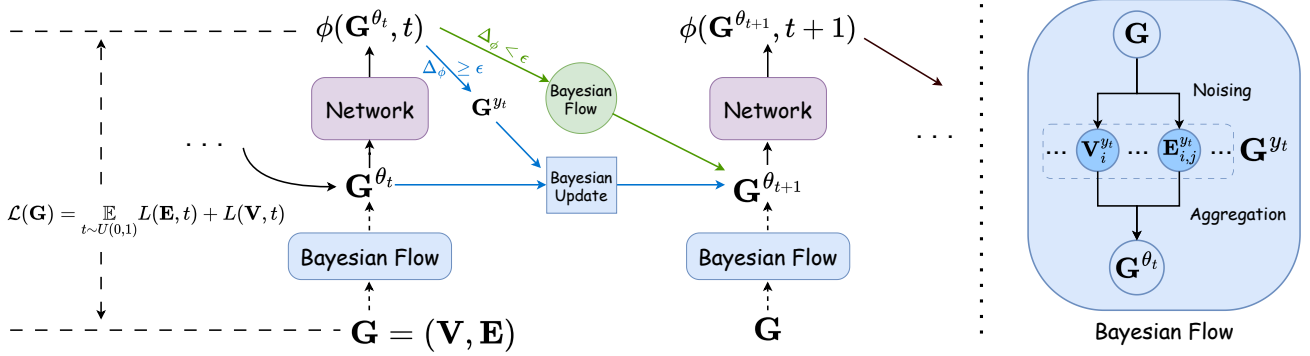 ϕ(G^{θ_t}, t)
Δ_ϕ < ϵ
ϕ(G^{θ_{t+1}}, t + 1)
G
Δ_ϕ ≥ ϵ
Network
G^{y_t}
Bayesian
Flow
Network
Noising
. . .
. . .
... V_i^{y_t} ... E_{i,j}^{y_t} ... G^{y_t}
G^{θ_t}
Bayesian
Update
G^{θ_{t+1}}
L(G) = E_{t∼U(0,1)} L(E, t) + L(V, t)
Aggregation
Bayesian Flow
Bayesian Flow
G^{θ_t}
G = (V, E)
G
Bayesian Flow